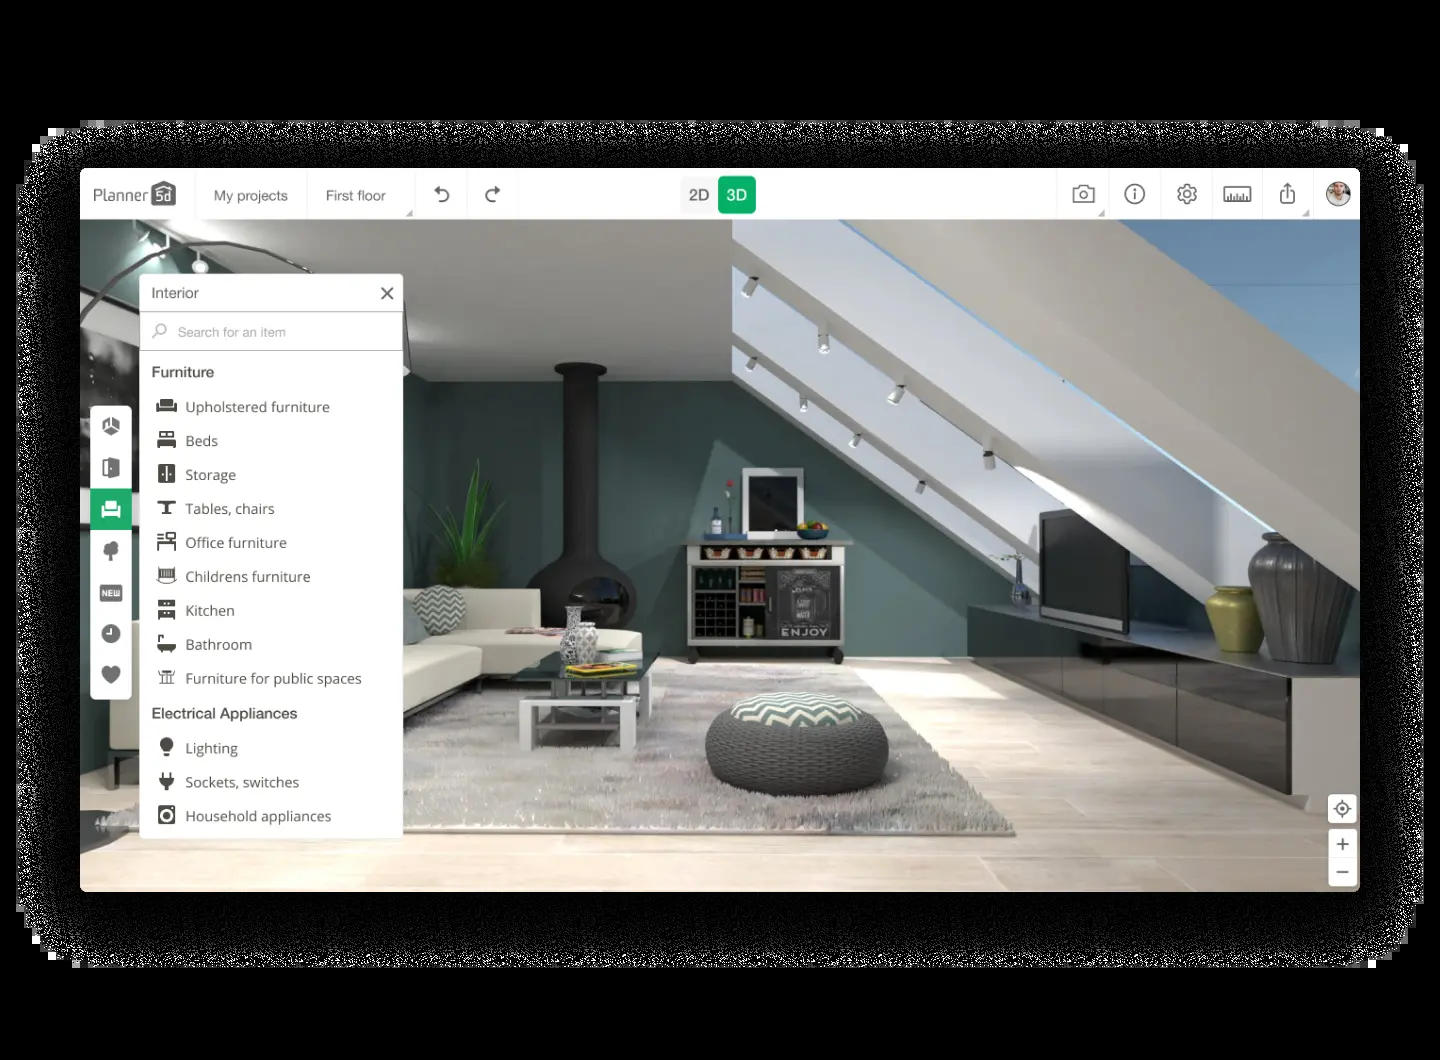 Planner 5d
My projects
First floor
2D
3D
Interior
Search for an item
Furniture
Upholstered furniture
Beds
Storage
Tables, chairs
Office furniture
Childrens furniture
Kitchen
Bathroom
Furniture for public spaces
Electrical Appliances
Lighting
Sockets, switches
Household appliances
NEW
ENJOY